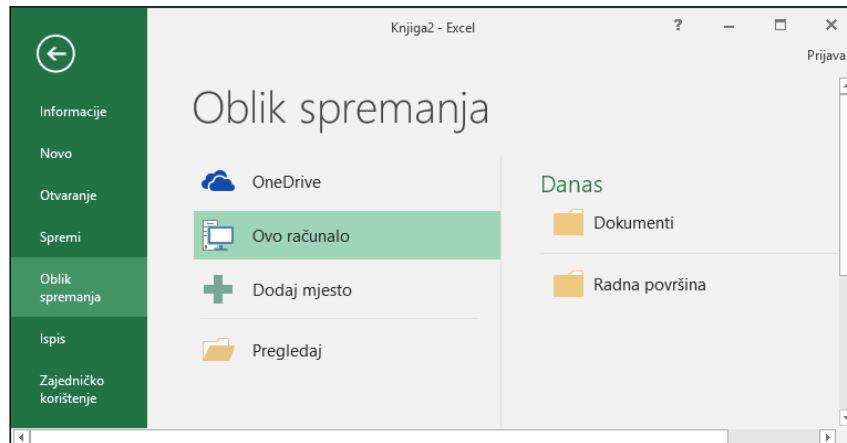 Knjiga2 - Excel
?
Prijava
Informacije
Novo
Otvaranje
Spremi
Oblik
spremanja
Ispis
Zajedničko
korištenje
Oblik spremanja
OneDrive
Ovo računalo
Dodaj mjesto
Pregledaj
Danas
Dokumenti
Radna površina